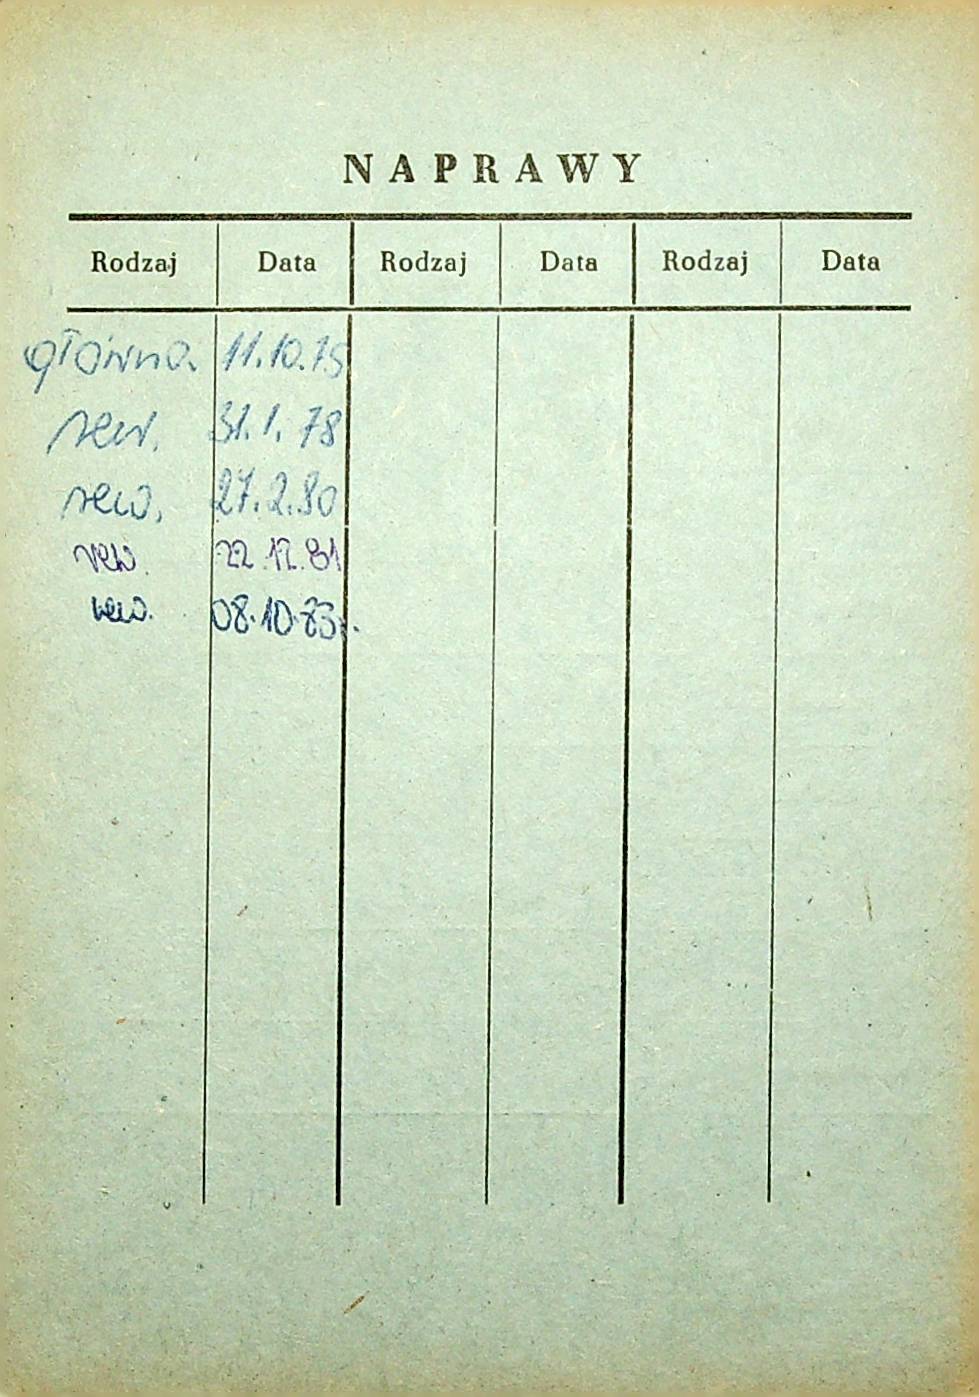 NAPRAWY
Rodzaj Data Rodzaj Data Rodzaj Data
główna. 11.10.75
rew. 31.1.78
rew. 27.2.80
rew. 22.12.81
rew. 08.10.83r.